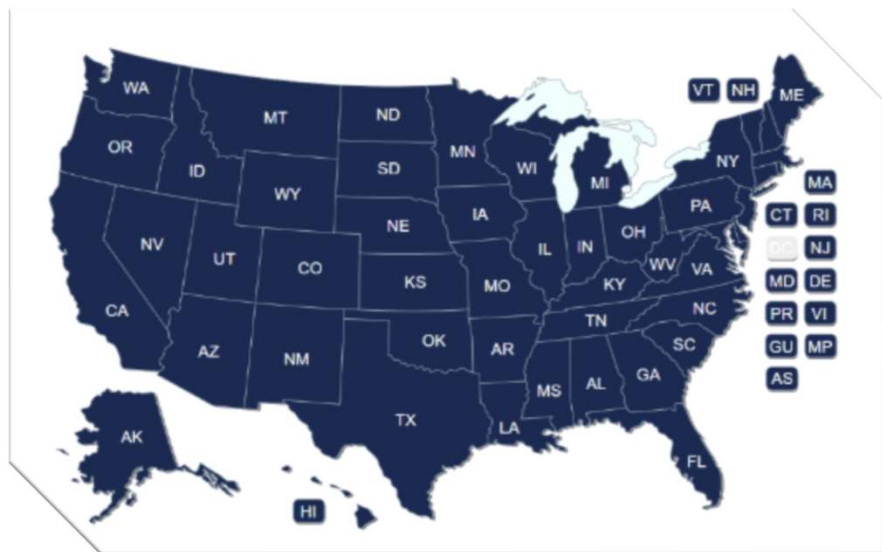 VT NH
WA
ME
MT
ND
OR
MN
NY
ID
SD
WI
MI
MA
WY
PA
IA
CT RI
NE
OH
NV
IL
IN
DC NJ
UT
CO
WV
VA
KS
MO
KY
MD DE
CA
NC
TN
PR VI
OK
SC
AZ
NM
AR
GU MP
GA
MS
AL
AS
TX
LA
AK
FL
HI